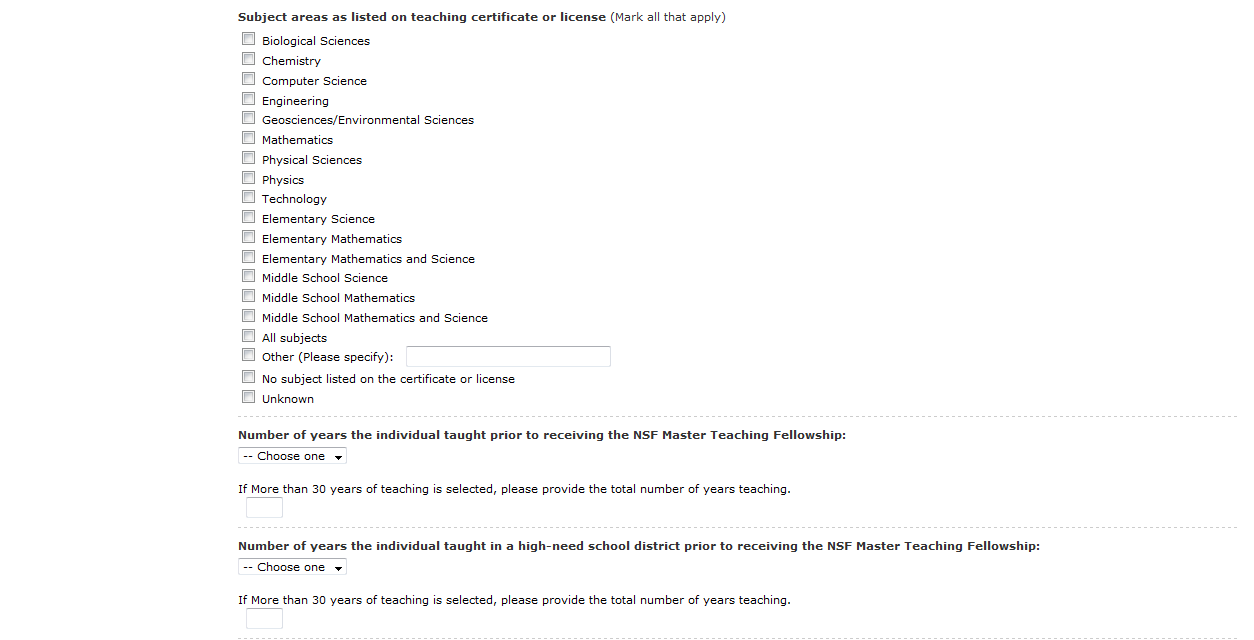 Subject areas as listed on teaching certificate or license (Mark all that apply)
Biological Sciences
Chemistry
Computer Science
Engineering
Geosciences/Environmental Sciences
Mathematics
Physical Sciences
Physics
Technology
Elementary Science
Elementary Mathematics
Elementary Mathematics and Science
Middle School Science
Middle School Mathematics
Middle School Mathematics and Science
All subjects
Other (Please specify):
No subject listed on the certificate or license
Unknown
Number of years the individual taught prior to receiving the NSF Master Teaching Fellowship:
-- Choose one
If More than 30 years of teaching is selected, please provide the total number of years teaching.
Number of years the individual taught in a high-need school district prior to receiving the NSF Master Teaching Fellowship:
-- Choose one
If More than 30 years of teaching is selected, please provide the total number of years teaching.